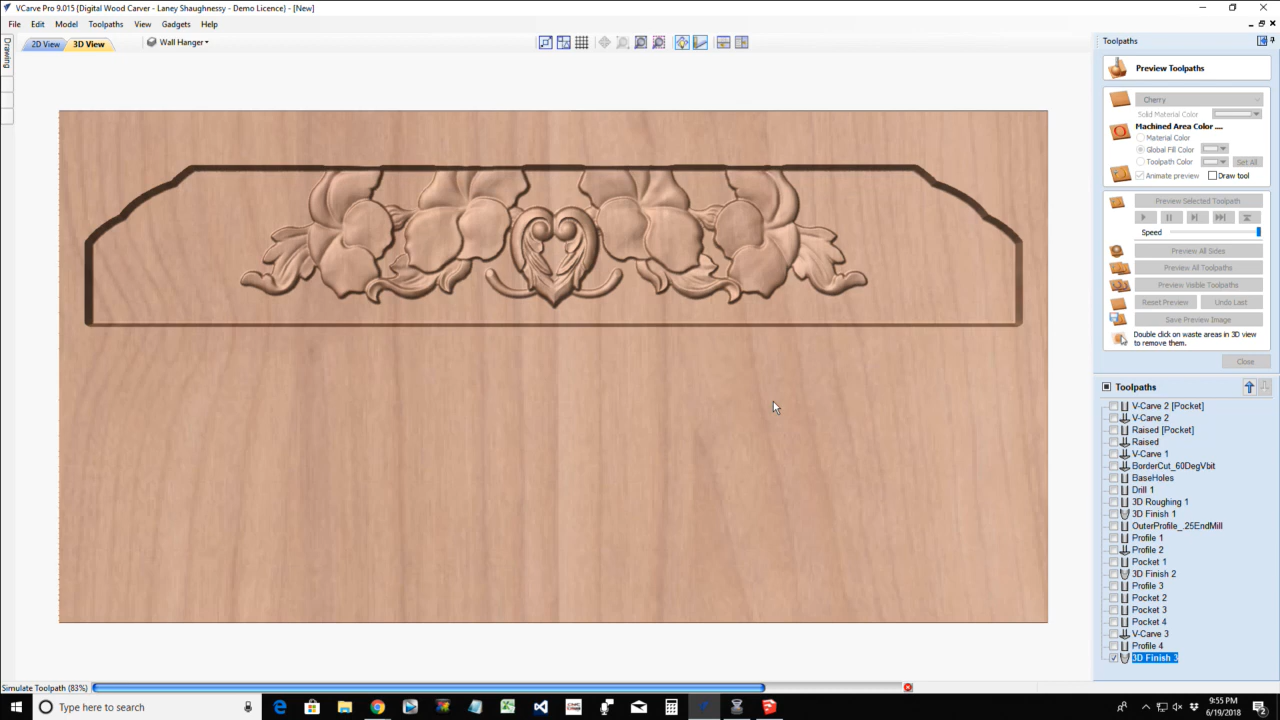 VCarve Pro 9.015 {Digital Wood Carver - Laney Shaughnessy - Demo Licence} - [New]
File Edit Model Toolpaths View Gadgets Help
2D View 3D View Wall Hanger
Drawing
Toolpaths
Preview Toolpaths
Cherry
Solid Material Color
Machined Area Color ....
Material Color
Global Fill Color
Toolpath Color Set All
Animate preview Draw tool
Preview Selected Toolpath
Speed
Preview All Sides
Preview All Toolpaths
Preview Visible Toolpaths
Reset Preview Undo Last
Save Preview Image
Double click on waste areas in 3D view
to remove them.
Close
Toolpaths
V-Carve 2 [Pocket]
V-Carve 2
Raised [Pocket]
Raised
V-Carve 1
BorderCut_60DegVbit
BaseHoles
Drill 1
3D Roughing 1
3D Finish 1
OuterProfile_.25EndMill
Profile 1
Profile 2
Pocket 1
3D Finish 2
Profile 3
Pocket 2
Pocket 3
Pocket 4
V-Carve 3
Profile 4
3D Finish 3
Simulate Toolpath (83%)
Type here to search
9:55 PM
6/19/2018